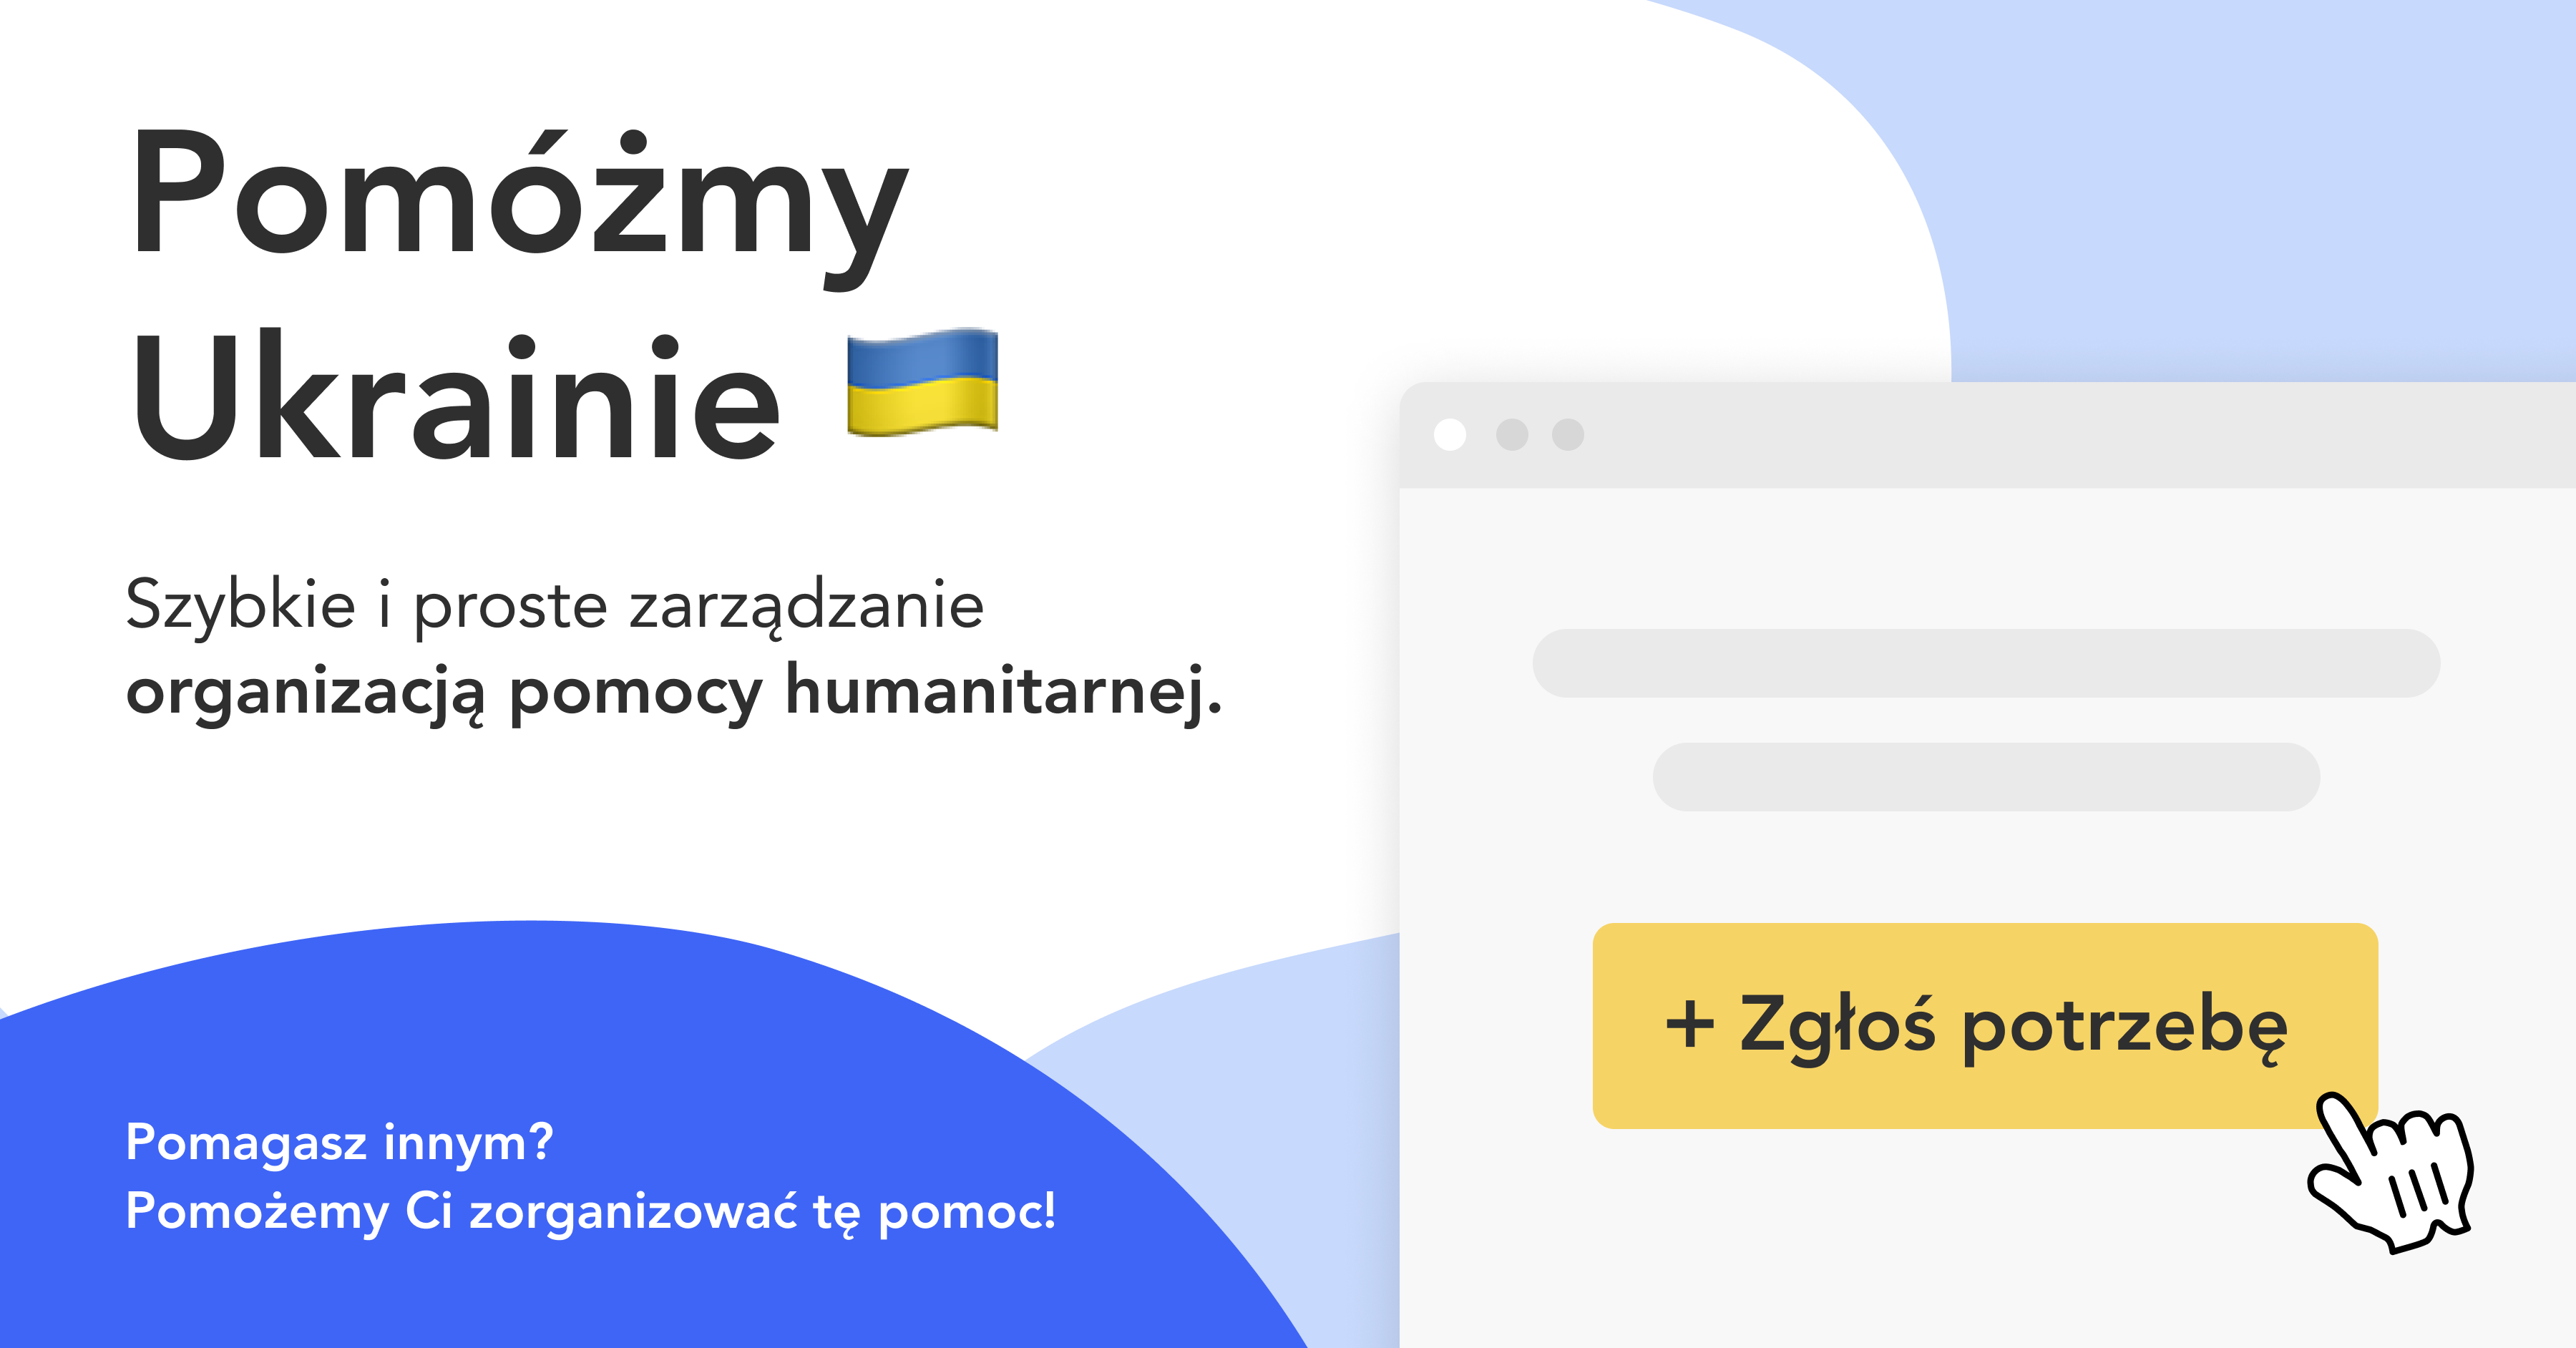 Pomóżmy
Ukrainie 🇺🇦
Szybkie i proste zarządzanie
organizacją pomocy humanitarnej.
+ Zgłoś potrzebę
Pomagasz innym?
Pomożemy Ci zorganizować tę pomoc!